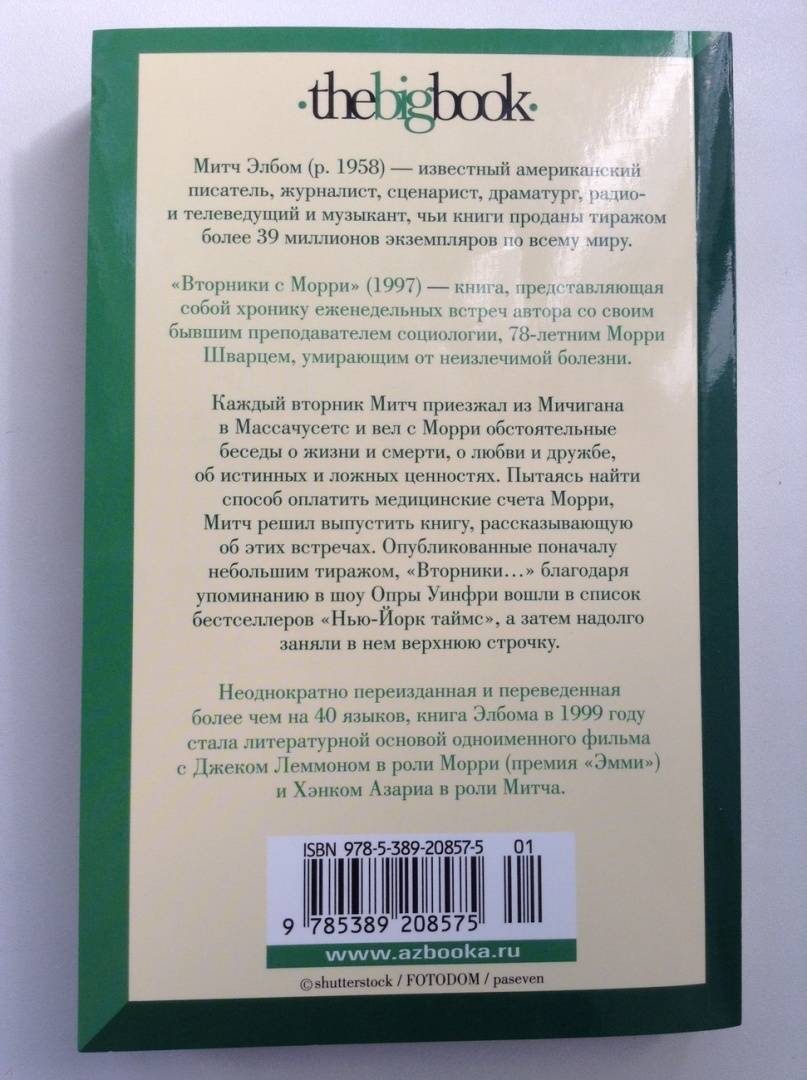 ·thebigbook·
Митч Элбом (р. 1958) — известный американский
писатель, журналист, сценарист, драматург, радио-
и телеведущий и музыкант, чьи книги проданы тиражом
более 39 миллионов экземпляров по всему миру.
«Вторники с Морри» (1997) — книга, представляющая
собой хронику еженедельных встреч автора со своим
бывшим преподавателем социологии, 78-летним Морри
Шварцем, умирающим от неизлечимой болезни.
Каждый вторник Митч приезжал из Мичигана
в Массачусетс и вел с Морри обстоятельные
беседы о жизни и смерти, о любви и дружбе,
об истинных и ложных ценностях. Пытаясь найти
способ оплатить медицинские счета Морри,
Митч решил выпустить книгу, рассказывающую
об этих встречах. Опубликованные поначалу
небольшим тиражом, «Вторники…» благодаря
упоминанию в шоу Опры Уинфри вошли в список
бестселлеров «Нью-Йорк таймс», а затем надолго
заняли в нем верхнюю строчку.
Неоднократно переизданная и переведенная
более чем на 40 языков, книга Элбома в 1999 году
стала литературной основой одноименного фильма
с Джеком Леммоном в роли Морри (премия «Эмми»)
и Хэнком Азариа в роли Митча.
ISBN 978-5-389-20857-5 01
9 785389 208575
www.azbooka.ru
© shutterstock / FOTODOM / paseven